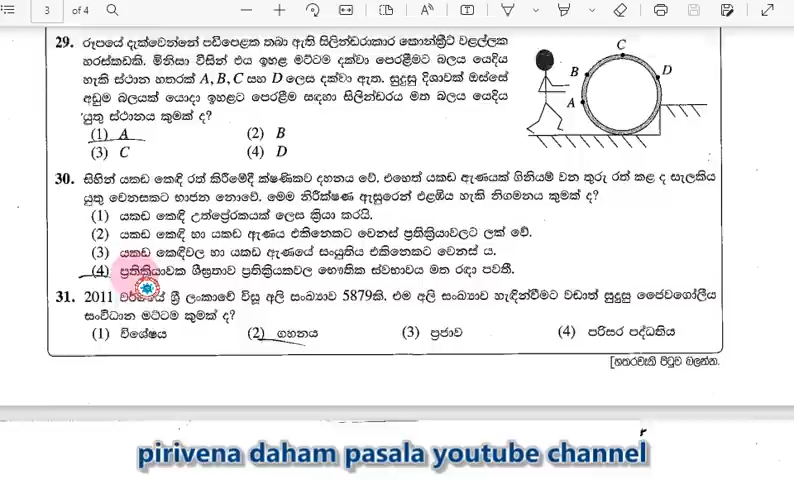 3 of 4
29. රූපයේ දැක්වෙන්නේ පඩිපෙළක තබා ඇති සිලින්ඩරාකාර කොන්ක්‍රීට් වළල්ලක
හරස්කඩකි. මිනිසා විසින් එය ඉහළ මට්ටම දක්වා පෙරළීමට බලය යෙදිය
හැකි ස්ථාන හතරක් A, B, C සහ D ලෙස දක්වා ඇත. සුදුසු දිශාවක් ඔස්සේ
අඩුම බලයක් යොදා ඉහළට පෙරළීම සඳහා සිලින්ඩරය මත බලය යෙදිය
යුතු ස්ථානය කුමක් ද?
(1) A (2) B
(3) C (4) D
C
B
D
A
30. සිහින් යකඩ කෙඳි රත් කිරීමේදී ක්ෂණිකව දහනය වේ. එහෙත් යකඩ ඇණයක් ගිනියම් වන තුරු රත් කළ ද සැලකිය
යුතු වෙනසකට භාජන නොවේ. මෙම නිරීක්ෂණ ඇසුරෙන් එළඹිය හැකි නිගමනය කුමක් ද?
(1) යකඩ කෙඳි උත්ප්‍රේරකයක් ලෙස ක්‍රියා කරයි.
(2) යකඩ කෙඳි හා යකඩ ඇණය එකිනෙකට වෙනස් ප්‍රතික්‍රියාවලට ලක් වේ.
(3) යකඩ කෙඳිවල හා යකඩ ඇණයේ සංයුතිය එකිනෙකට වෙනස් ය.
(4) ප්‍රතික්‍රියාවක ශීඝ්‍රතාව ප්‍රතික්‍රියකවල භෞතික ස්වභාවය මත රඳා පවතී.
31. 2011 ශ්‍රී ලංකාවේ විසූ අලි සංඛ්‍යාව 5879කි. එම අලි සංඛ්‍යාව හැඳින්වීමට වඩාත් සුදුසු ජෛවගෝලීය
සංවිධාන මට්ටම කුමක් ද?
(1) විශේෂය (2) ගහනය (3) ප්‍රජාව (4) පරිසර පද්ධතිය
[හතරවැනි පිටුව බලන්න.
pirivena daham pasala youtube channel